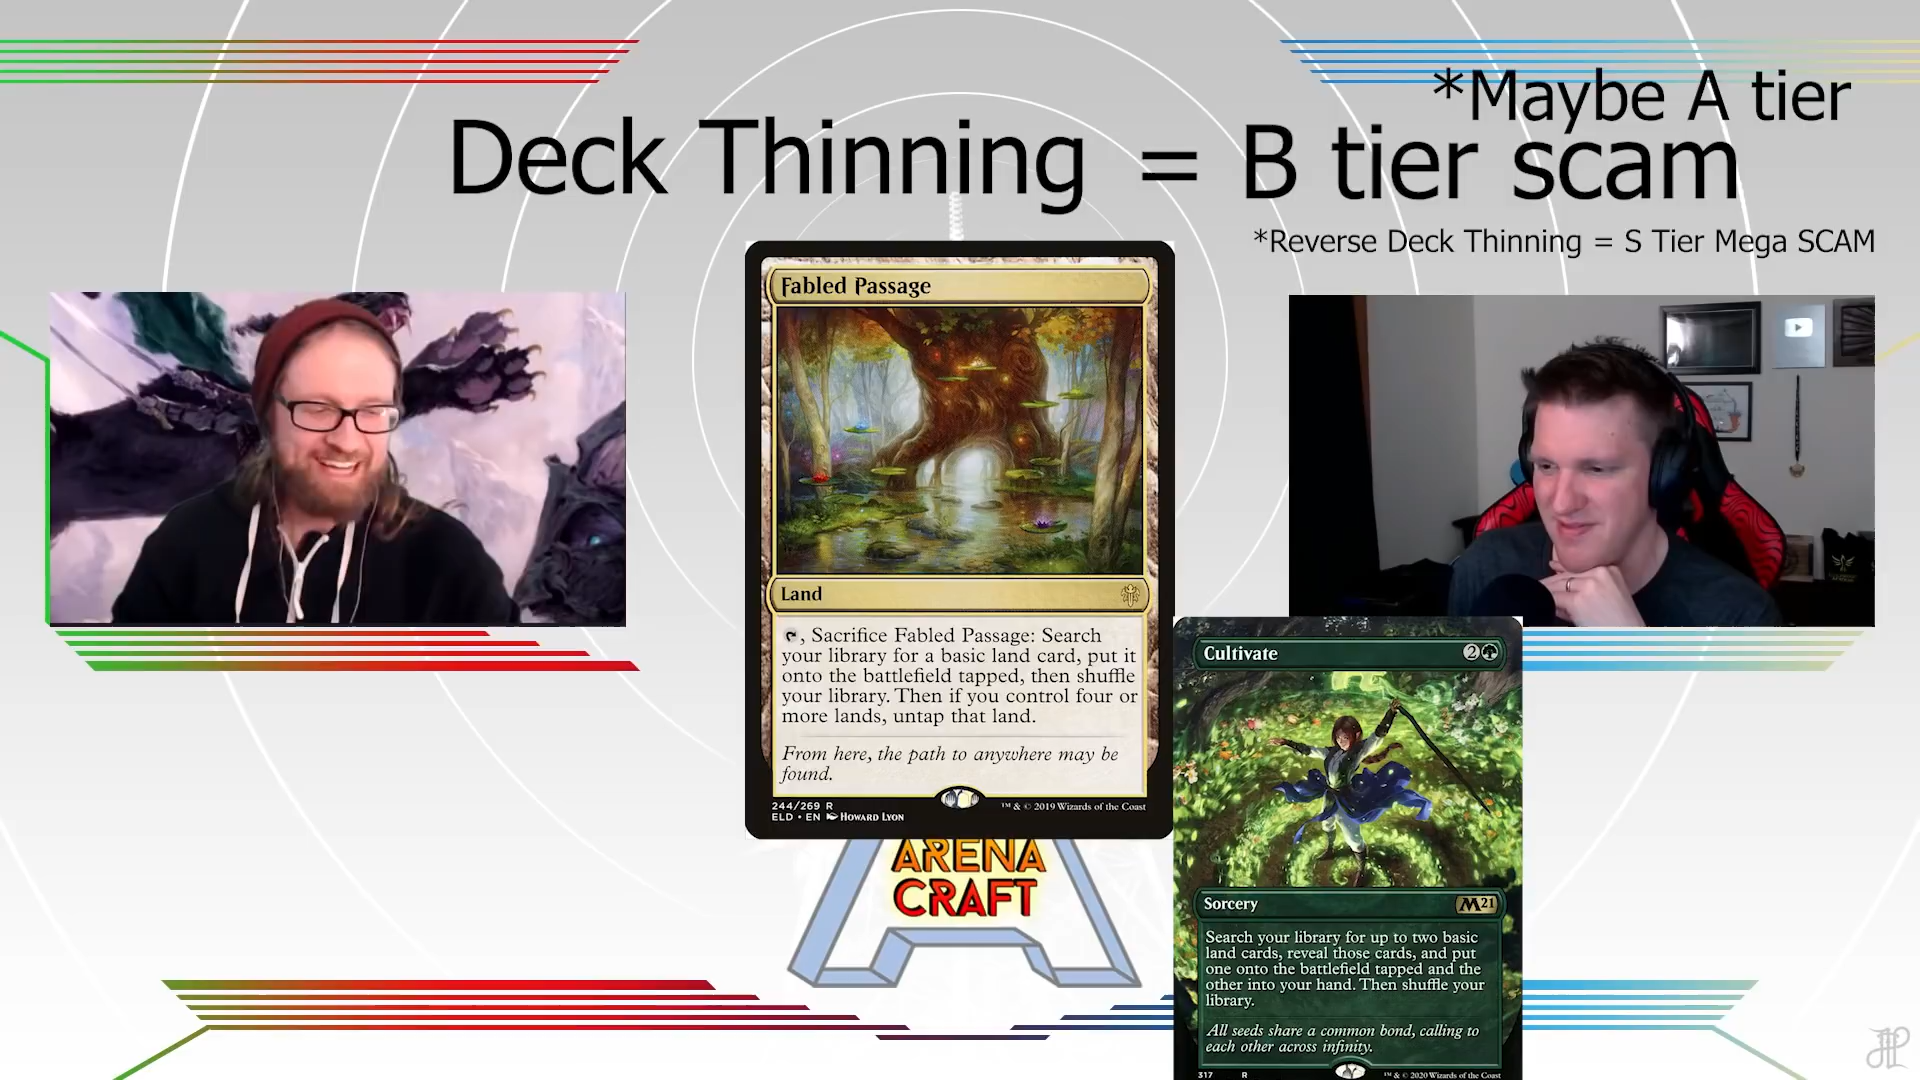 *Maybe A tier
Deck Thinning = B tier scam
*Reverse Deck Thinning = S Tier Mega SCAM
Fabled Passage
Land
, Sacrifice Fabled Passage: Search
your library for a basic land card, put it
onto the battlefield tapped, then shuffle
your library. Then if you control four or
more lands, untap that land.
From here, the path to anywhere may be
found.
244/269 R
ELD • EN HOWARD LYON
™ & © 2019 Wizards of the Coast
ARENA
CRAFT
Cultivate 2
Sorcery M21
Search your library for up to two basic
land cards, reveal those cards, and put
one onto the battlefield tapped and the
other into your hand. Then shuffle your
library.
All seeds share a common bond, calling to
each other across infinity.
317 R
™ & © 2020 Wizards of the Coast